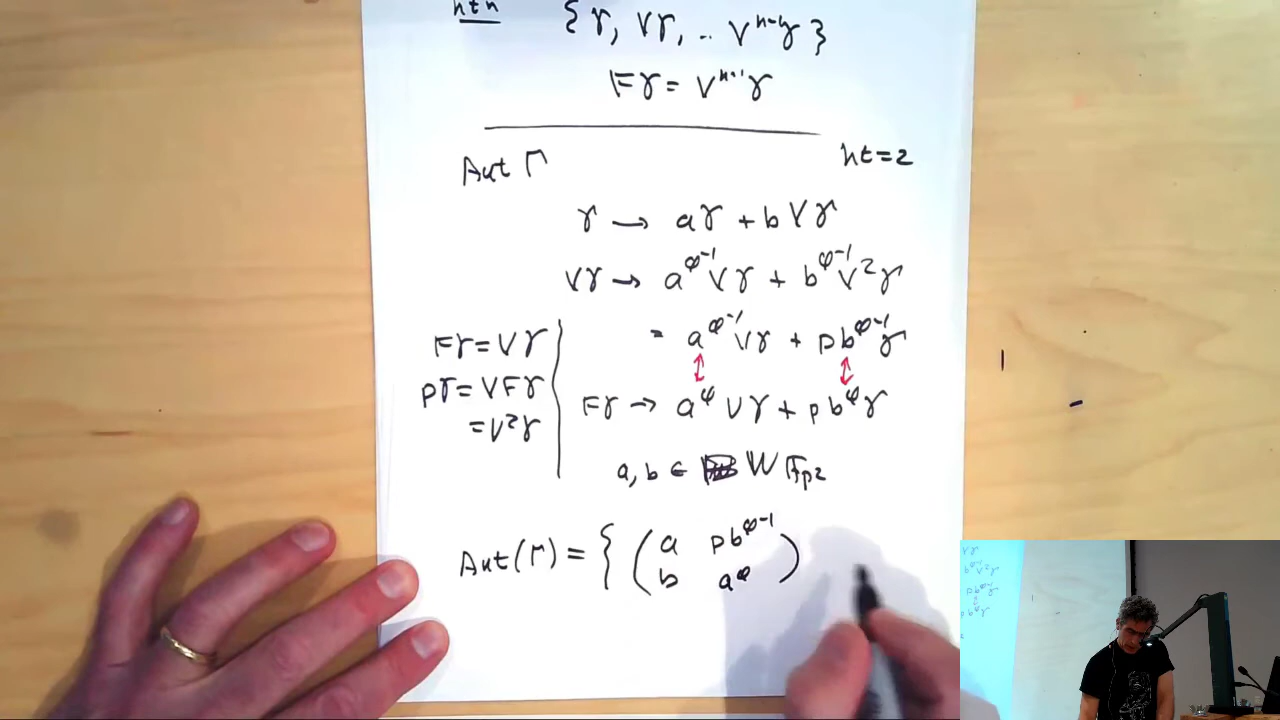 ht n
{γ, Vγ, .. V^{n-1}γ}
Fγ = V^{n-1}γ
Aut Γ
ht = 2
γ → aγ + bVγ
Vγ → a^{φ^{-1}}Vγ + b^{φ^{-1}}V²γ
= a^{φ^{-1}}Vγ + pb^{φ^{-1}}γ
Fγ → a^φ Vγ + pb^φ γ
Fγ = Vγ
pγ = VFγ
= V²γ
a, b ∈ W F_{p²}
Aut(Γ) = { ( a pb^{φ^{-1}}
b a^φ )